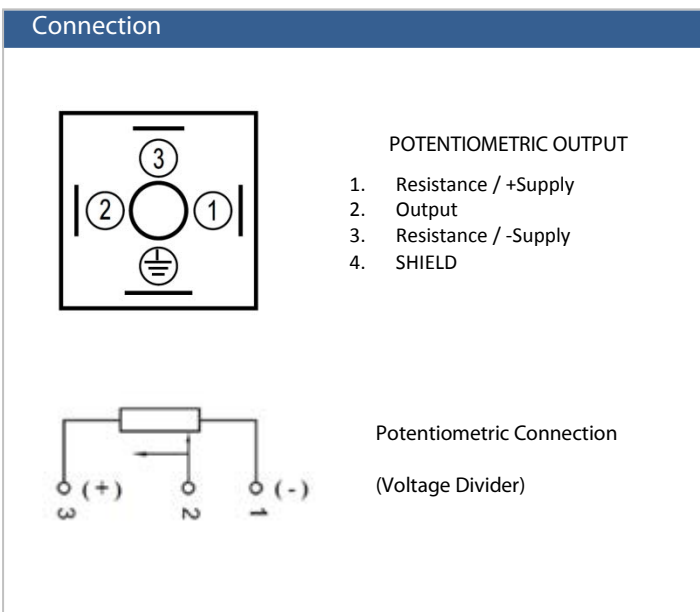 Connection
3
2
1
POTENTIOMETRIC OUTPUT
1. Resistance / +Supply
2. Output
3. Resistance / -Supply
4. SHIELD
(+) (-)
3 2 1
Potentiometric Connection
(Voltage Divider)